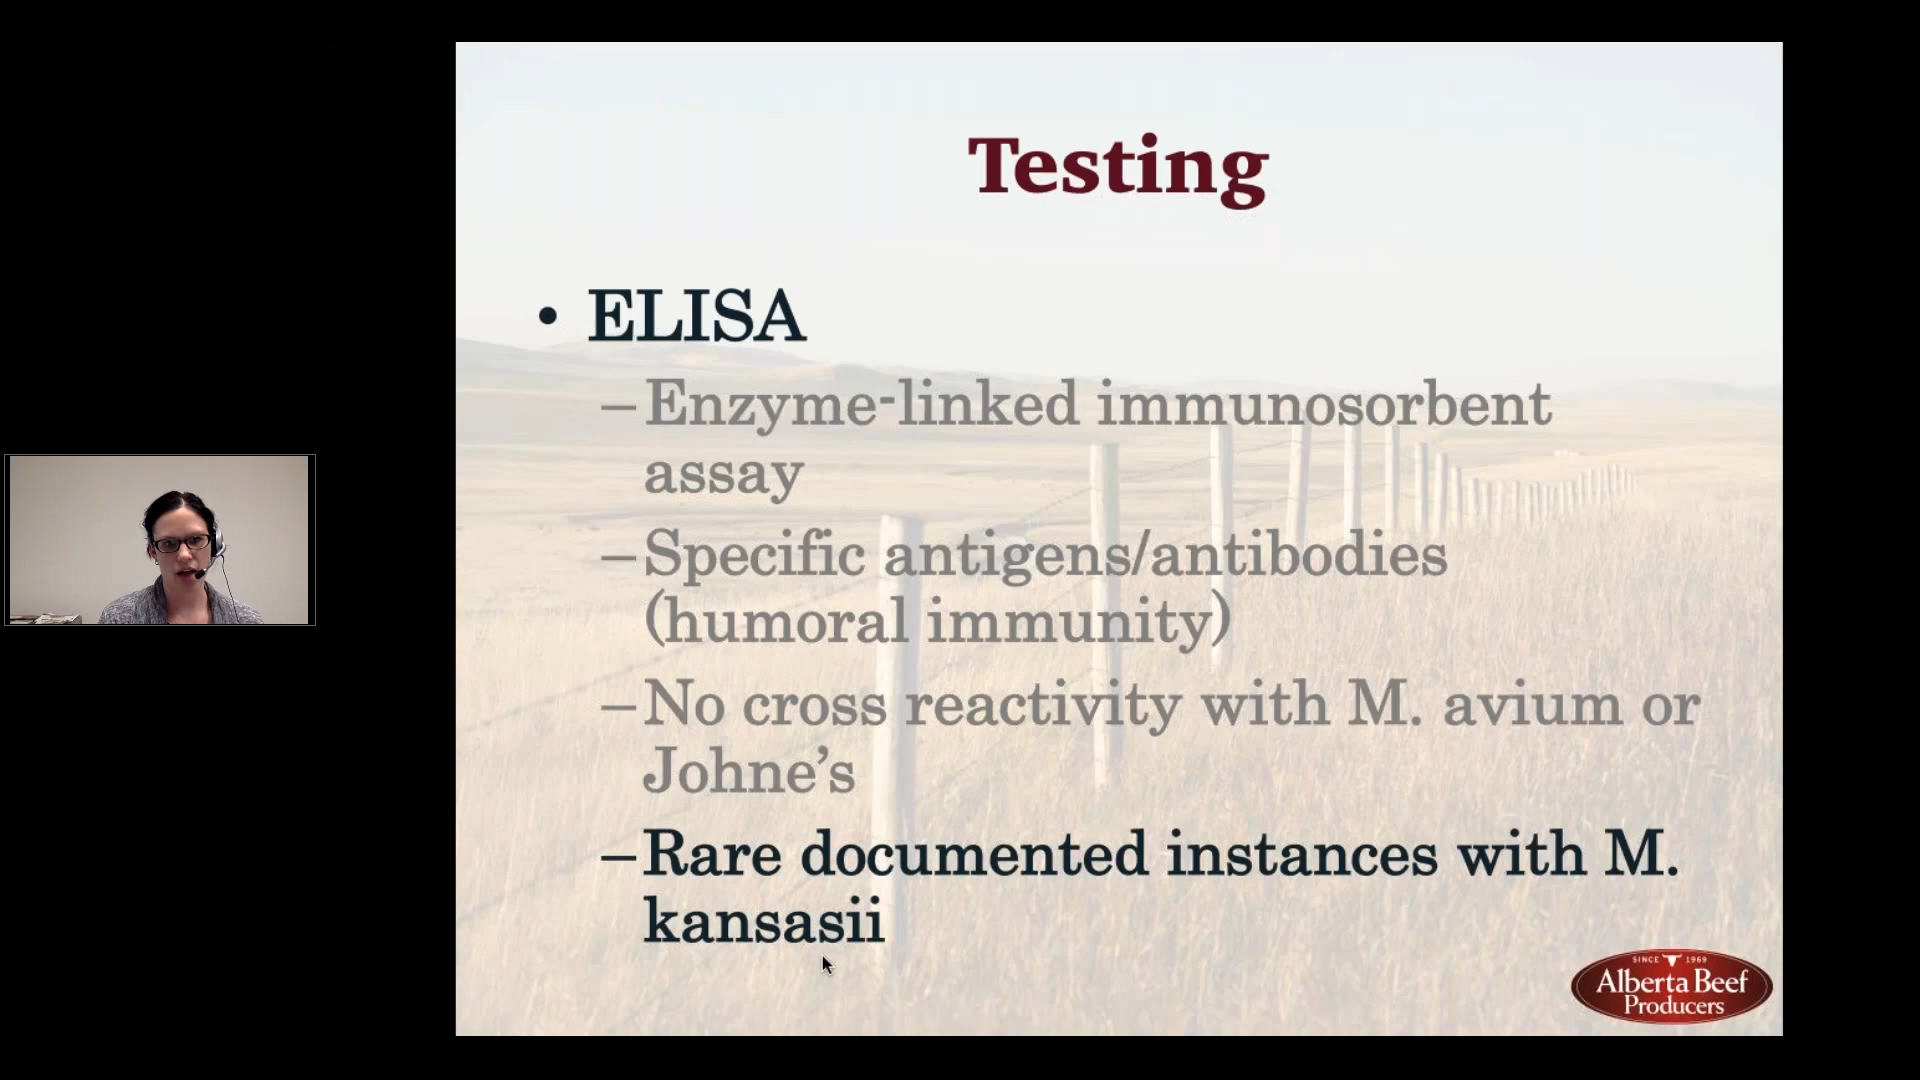 Testing
• ELISA
–Enzyme-linked immunosorbent
assay
–Specific antigens/antibodies
(humoral immunity)
–No cross reactivity with M. avium or
Johne’s
–Rare documented instances with M.
kansasii
SINCE 1969
Alberta Beef
Producers